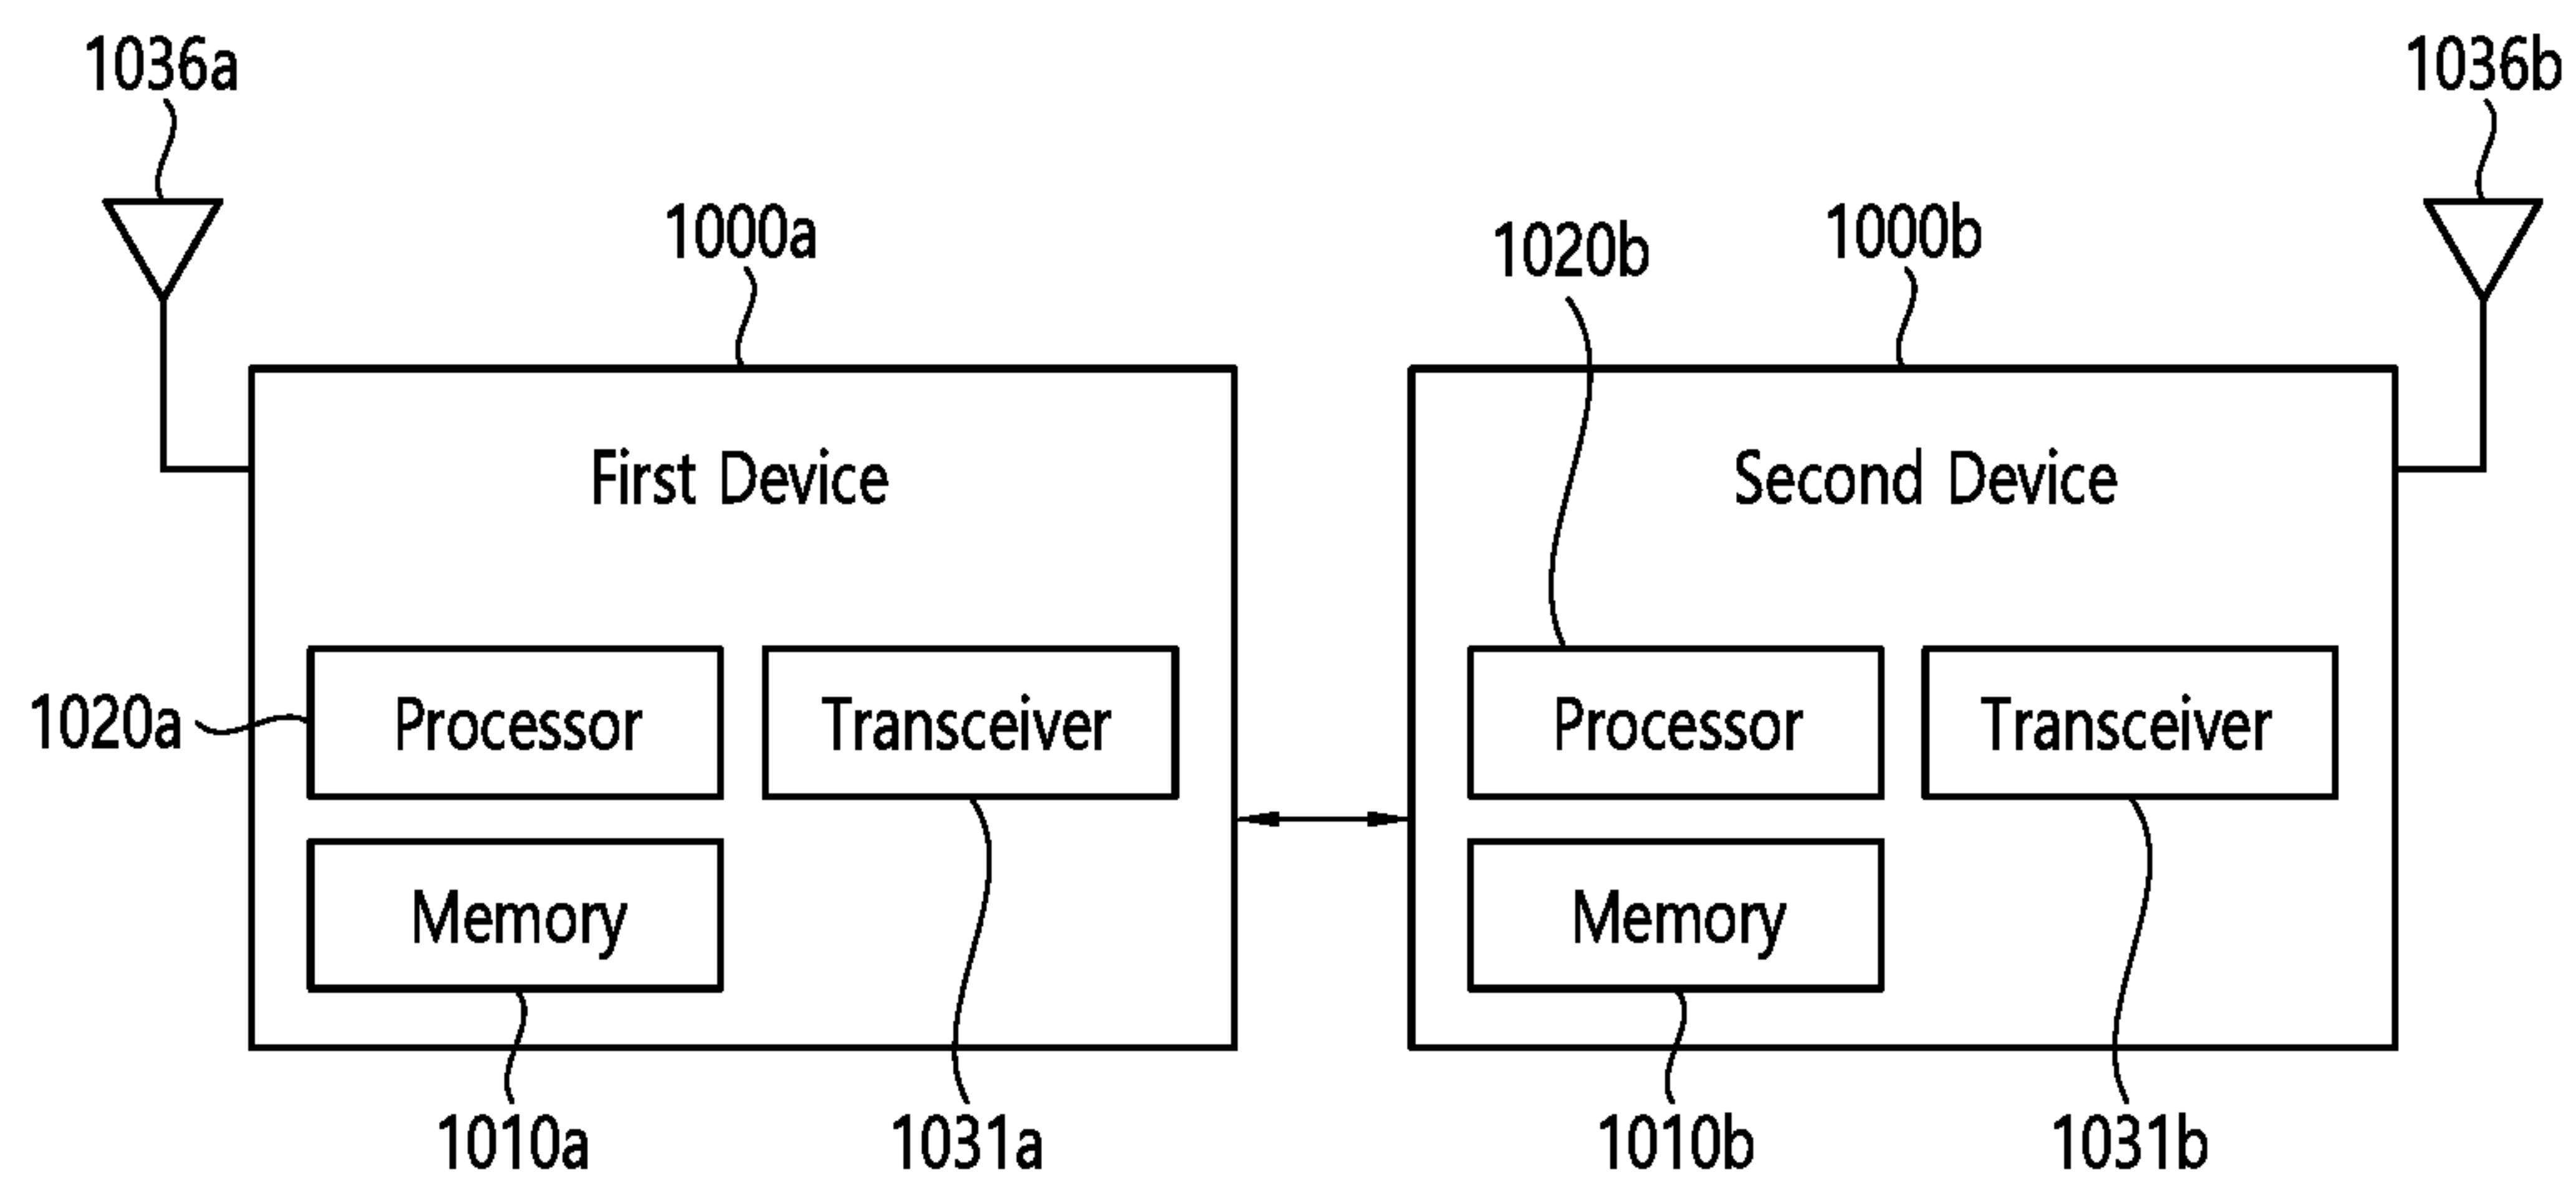 1036a
1036b
1000a
1020b
1000b
First Device
Second Device
1020a
Processor
Transceiver
Processor
Transceiver
Memory
Memory
1010a
1031a
1010b
1031b